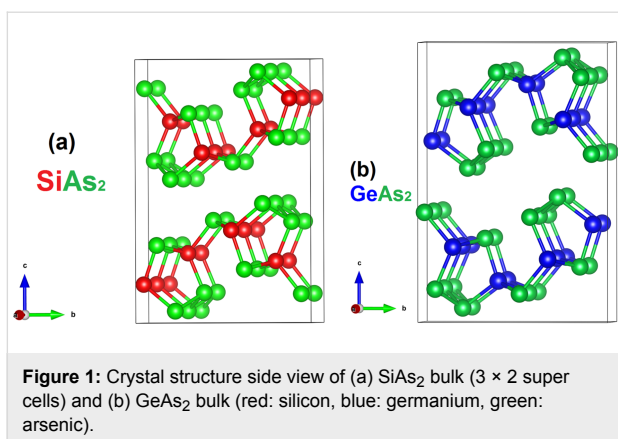 (a)
SiAs₂
c
a
b
(b)
GeAs₂
c
a
b
Figure 1: Crystal structure side view of (a) SiAs₂ bulk (3 × 2 super
cells) and (b) GeAs₂ bulk (red: silicon, blue: germanium, green:
arsenic).